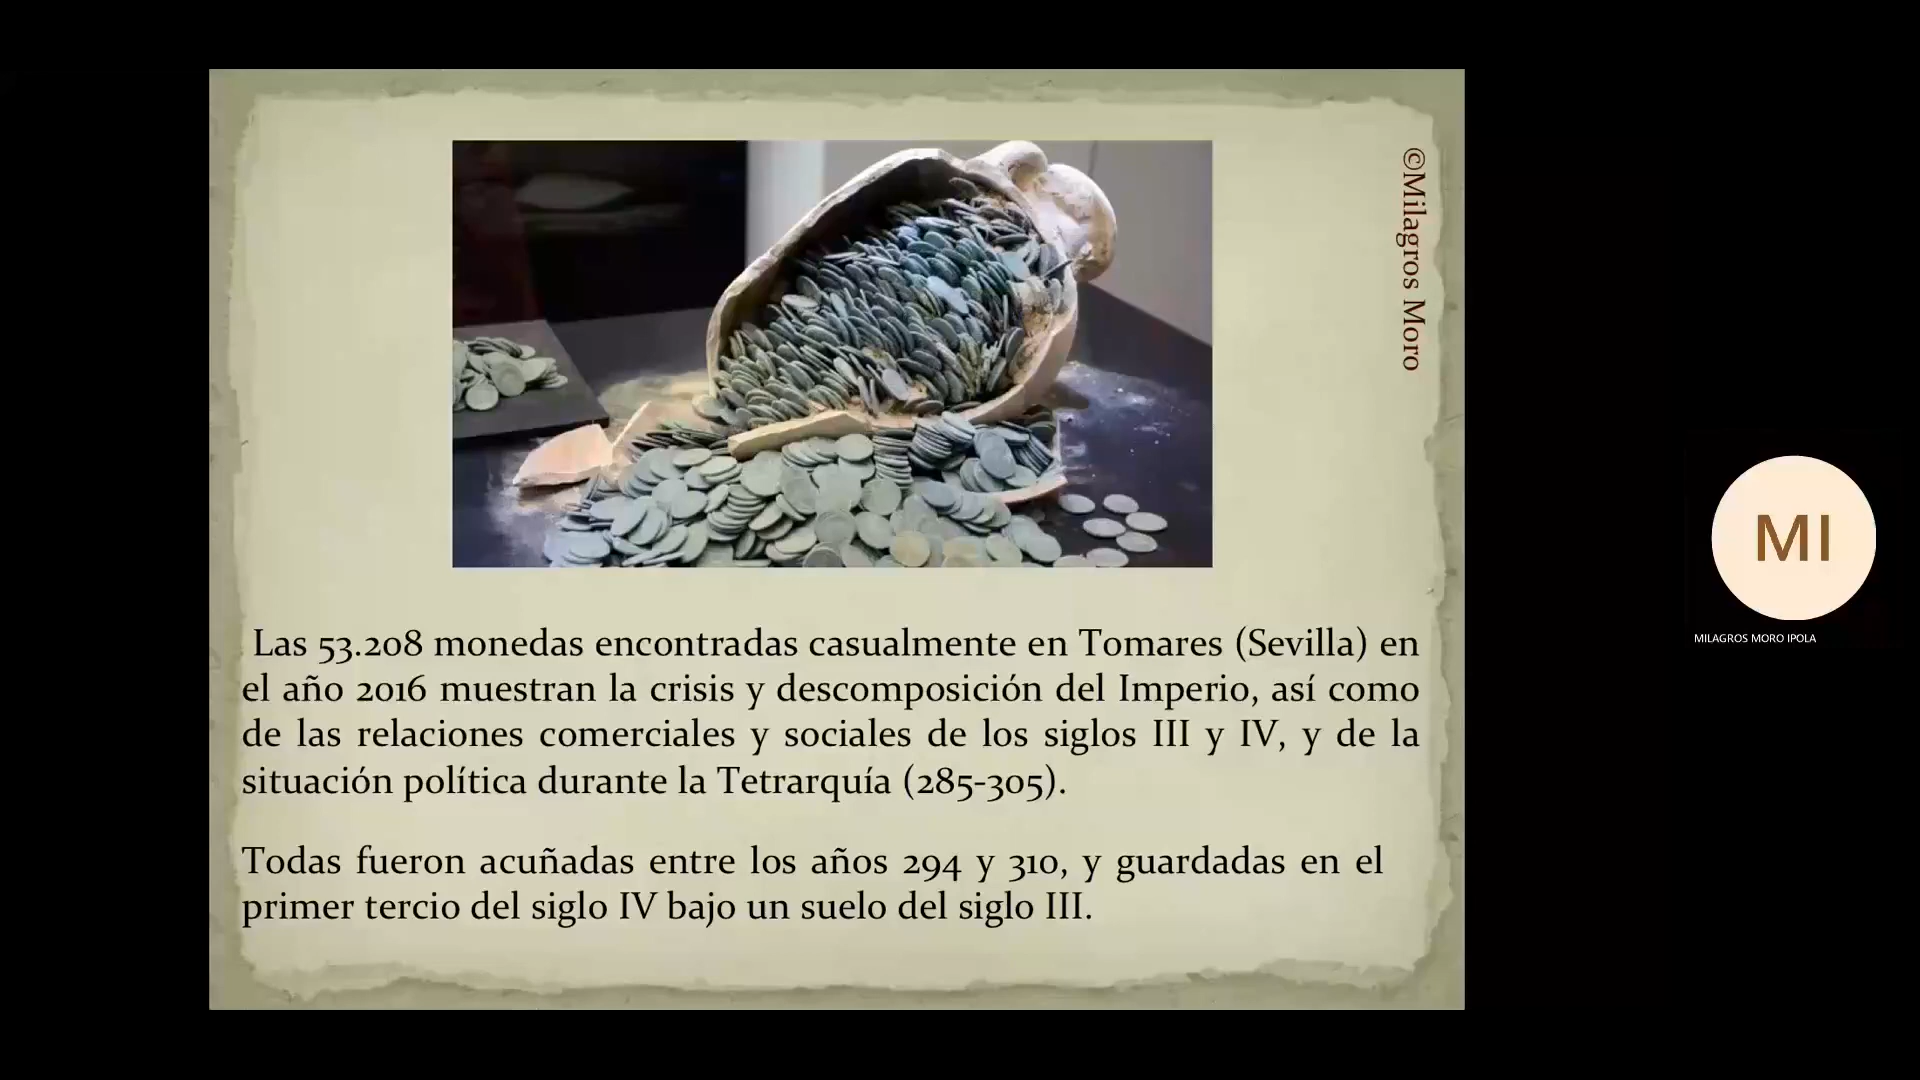 ©Milagros Moro
Las 53.208 monedas encontradas casualmente en Tomares (Sevilla) en
el año 2016 muestran la crisis y descomposición del Imperio, así como
de las relaciones comerciales y sociales de los siglos III y IV, y de la
situación política durante la Tetrarquía (285-305).
Todas fueron acuñadas entre los años 294 y 310, y guardadas en el
primer tercio del siglo IV bajo un suelo del siglo III.
MI
MILAGROS MORO IPOLA